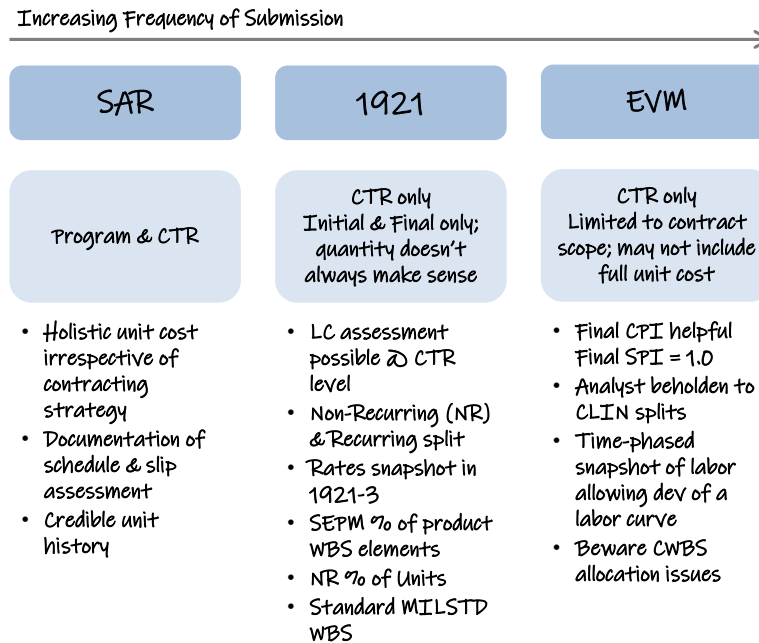 Increasing Frequency of Submission
SAR
1921
EVM
Program & CTR
CTR only
Initial & Final only;
quantity doesn't
always make sense
CTR only
Limited to contract
scope; may not include
full unit cost
• Holistic unit cost
irrespective of
contracting
strategy
• Documentation of
schedule & slip
assessment
• Credible unit
history
• LC assessment
possible @ CTR
level
• Non-Recurring (NR)
& Recurring split
• Rates snapshot in
1921-3
• SEPM % of product
WBS elements
• NR % of Units
• Standard MILSTD
WBS
• Final CPI helpful
Final SPI = 1.0
• Analyst beholden to
CLIN splits
• Time-phased
snapshot of labor
allowing dev of a
labor curve
• Beware CWBS
allocation issues